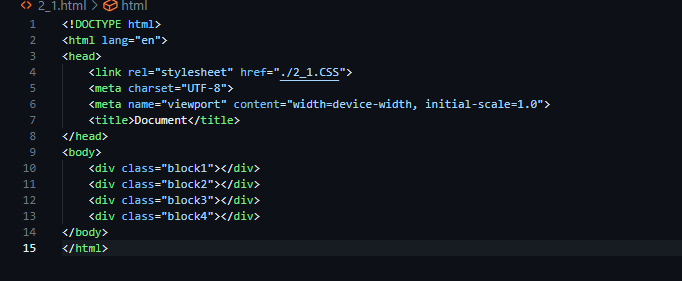 2_1.html > html
1 <!DOCTYPE html>
2 <html lang="en">
3 <head>
4     <link rel="stylesheet" href="./2_1.CSS">
5     <meta charset="UTF-8">
6     <meta name="viewport" content="width=device-width, initial-scale=1.0">
7     <title>Document</title>
8 </head>
9 <body>
10     <div class="block1"></div>
11     <div class="block2"></div>
12     <div class="block3"></div>
13     <div class="block4"></div>
14 </body>
15 </html>